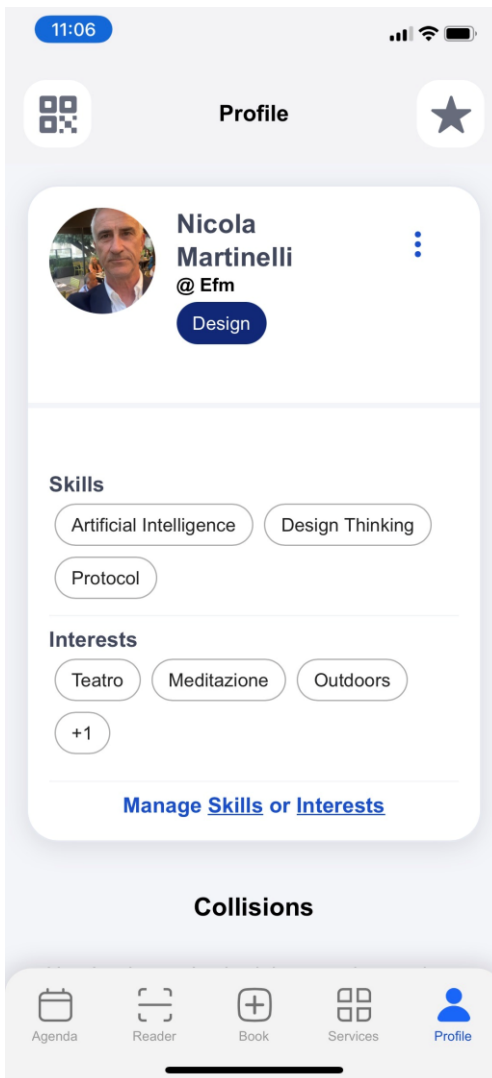 11:06
Profile
Nicola
Martinelli
@ Efm
Design
Skills
Artificial Intelligence
Design Thinking
Protocol
Interests
Teatro
Meditazione
Outdoors
+1
Manage Skills or Interests
Collisions
Agenda
Reader
Book
Services
Profile